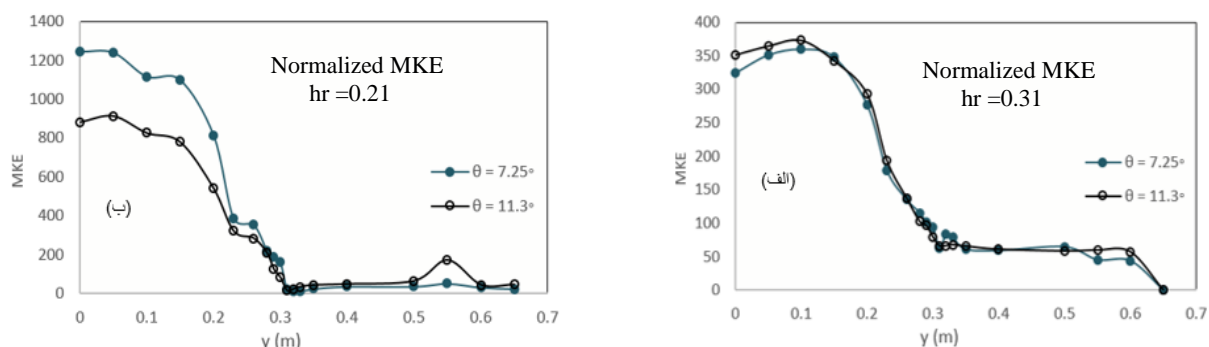 1400
1200
1000
800
600
400
200
0
MKE
Normalized MKE
hr =0.21
θ = 7.25°
θ = 11.3°
(ب)
0 0.1 0.2 0.3 0.4 0.5 0.6 0.7
y (m)
400
350
300
250
200
150
100
50
0
MKE
Normalized MKE
hr =0.31
θ = 7.25°
θ = 11.3°
(الف)
0 0.1 0.2 0.3 0.4 0.5 0.6 0.7
y (m)